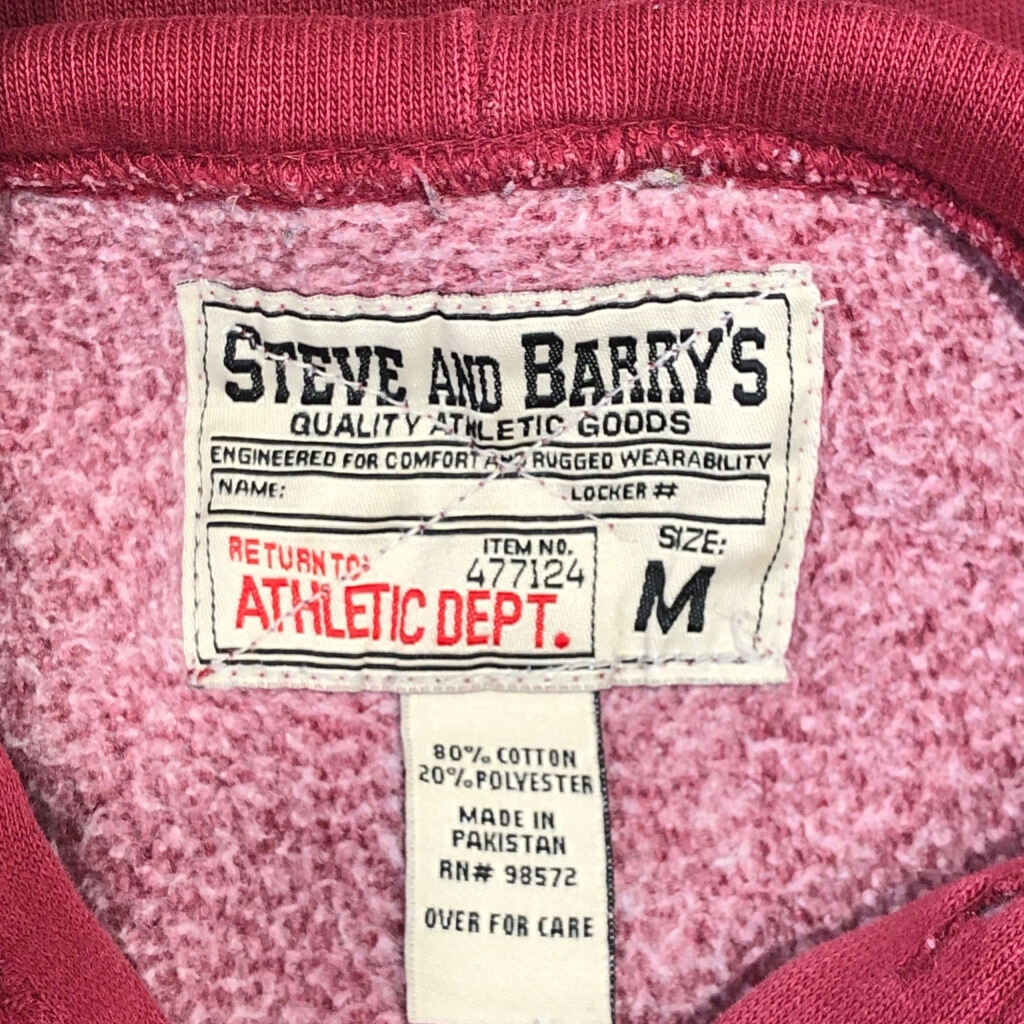 STEVE AND BARRY'S
QUALITY ATHLETIC GOODS
ENGINEERED FOR COMFORT AND RUGGED WEARABILITY
NAME: LOCKER #
RETURN TO:
ATHLETIC DEPT.
ITEM NO.
477124
SIZE:
M
80% COTTON
20% POLYESTER
MADE IN
PAKISTAN
RN# 98572
OVER FOR CARE